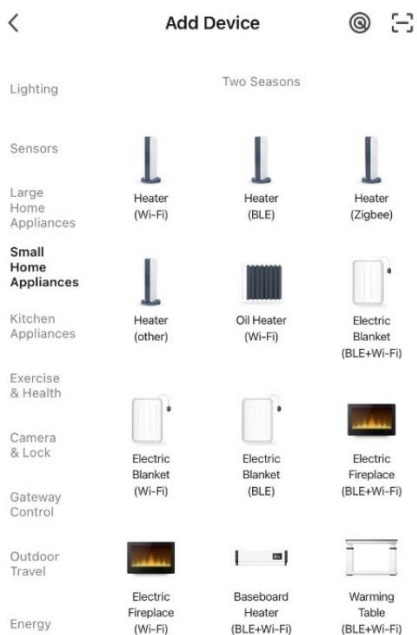 Add Device
Lighting
Sensors
Large
Home
Appliances
Small
Home
Appliances
Kitchen
Appliances
Exercise
& Health
Camera
& Lock
Gateway
Control
Outdoor
Travel
Energy
Two Seasons
Heater
(Wi-Fi)
Heater
(BLE)
Heater
(Zigbee)
Heater
(other)
Oil Heater
(Wi-Fi)
Electric
Blanket
(BLE+Wi-Fi)
Electric
Blanket
(Wi-Fi)
Electric
Blanket
(BLE)
Electric
Fireplace
(BLE+Wi-Fi)
Electric
Fireplace
(Wi-Fi)
Baseboard
Heater
(BLE+Wi-Fi)
Warming
Table
(BLE+Wi-Fi)